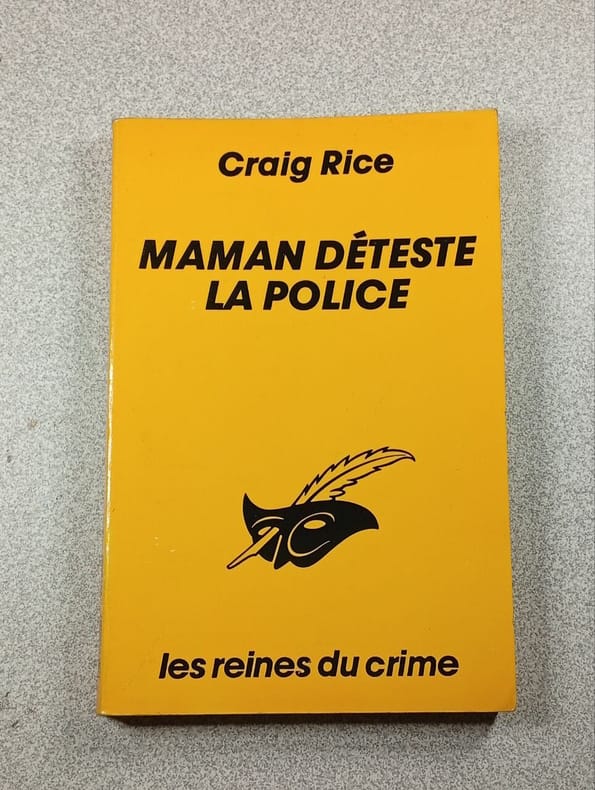 Craig Rice
MAMAN DÉTESTE
LA POLICE
les reines du crime